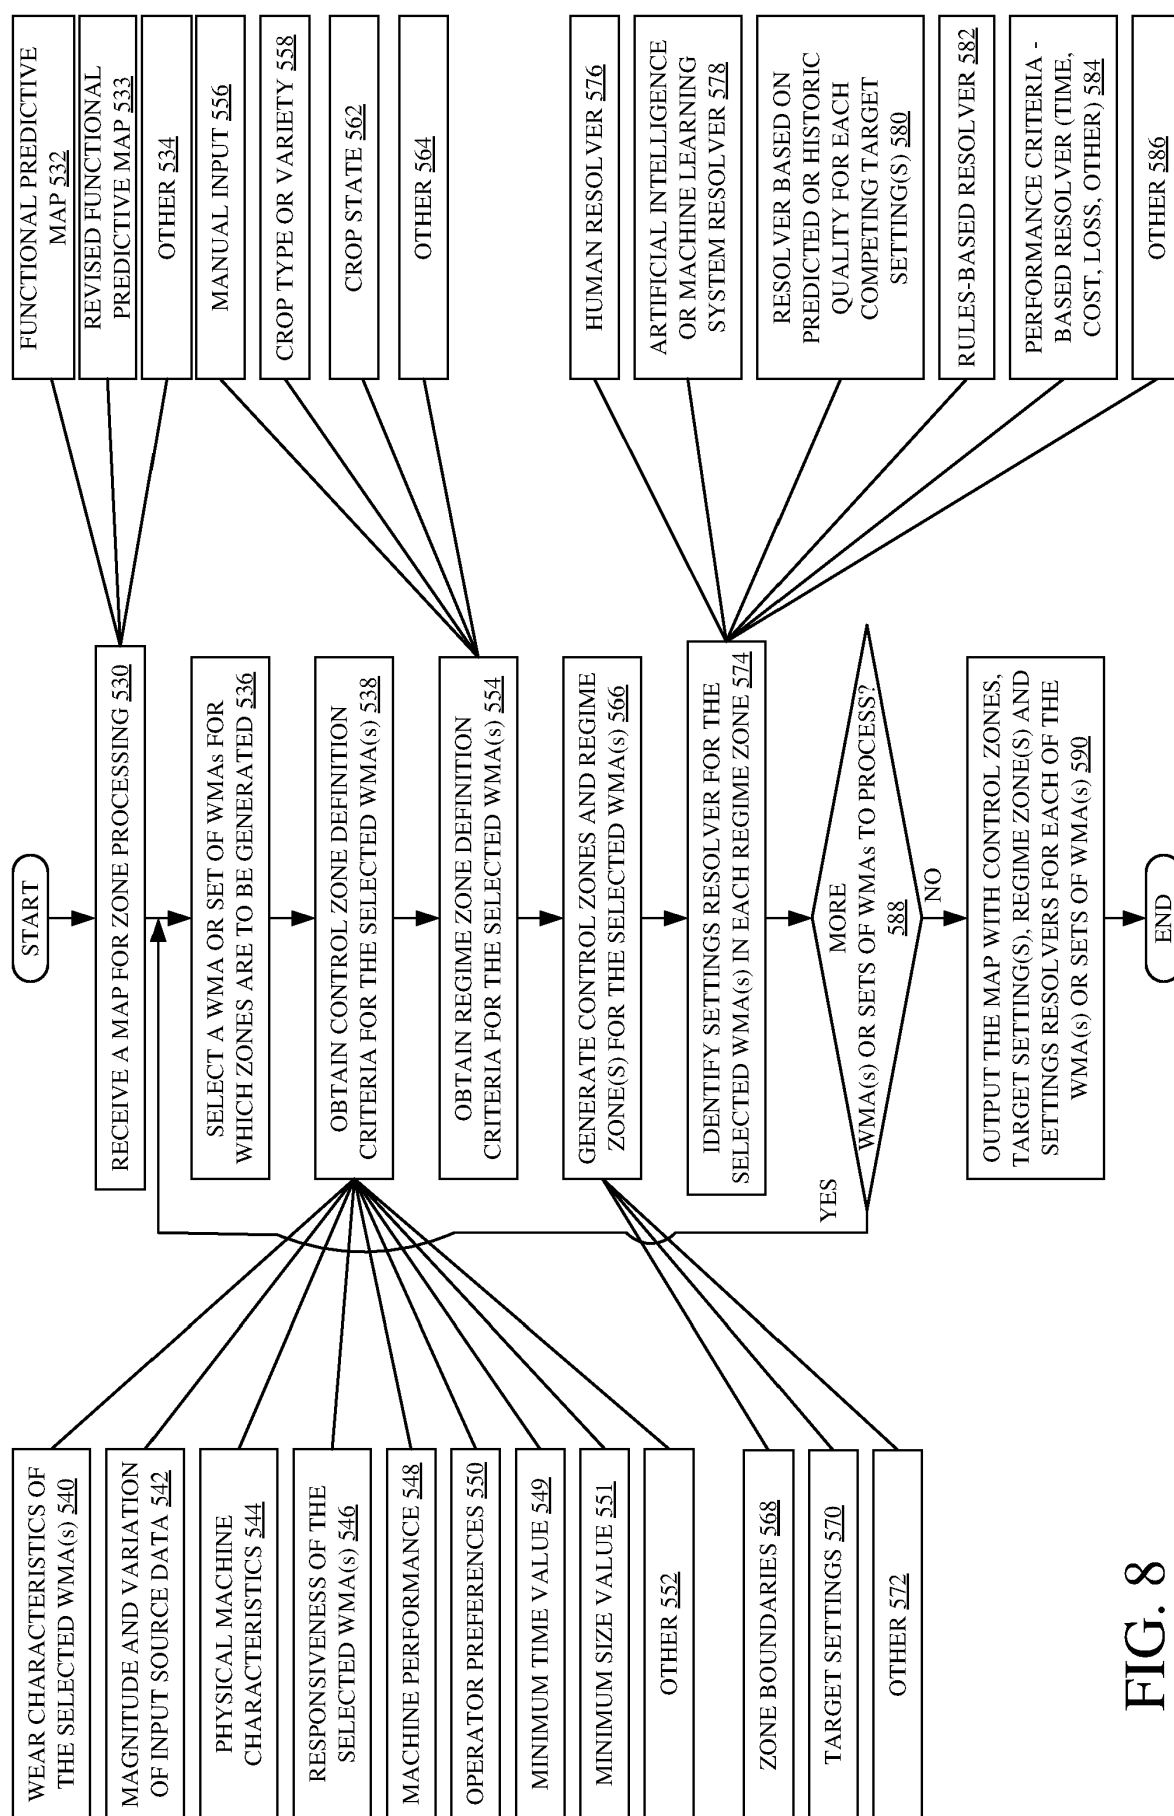 START
RECEIVE A MAP FOR ZONE PROCESSING 530
FUNCTIONAL PREDICTIVE
MAP 532
REVISED FUNCTIONAL
PREDICTIVE MAP 533
OTHER 534
SELECT A WMA OR SET OF WMAs FOR
WHICH ZONES ARE TO BE GENERATED 536
OBTAIN CONTROL ZONE DEFINITION
CRITERIA FOR THE SELECTED WMA(s) 538
WEAR CHARACTERISTICS OF
THE SELECTED WMA(s) 540
MAGNITUDE AND VARIATION
OF INPUT SOURCE DATA 542
PHYSICAL MACHINE
CHARACTERISTICS 544
RESPONSIVENESS OF THE
SELECTED WMA(s) 546
MACHINE PERFORMANCE 548
OPERATOR PREFERENCES 550
MINIMUM TIME VALUE 549
MINIMUM SIZE VALUE 551
OTHER 552
OBTAIN REGIME ZONE DEFINITION
CRITERIA FOR THE SELECTED WMA(s) 554
MANUAL INPUT 556
CROP TYPE OR VARIETY 558
CROP STATE 562
OTHER 564
GENERATE CONTROL ZONES AND REGIME
ZONE(S) FOR THE SELECTED WMA(s) 566
ZONE BOUNDARIES 568
TARGET SETTINGS 570
OTHER 572
IDENTIFY SETTINGS RESOLVER FOR THE
SELECTED WMA(s) IN EACH REGIME ZONE 574
HUMAN RESOLVER 576
ARTIFICIAL INTELLIGENCE
OR MACHINE LEARNING
SYSTEM RESOLVER 578
RESOLVER BASED ON
PREDICTED OR HISTORIC
QUALITY FOR EACH
COMPETING TARGET
SETTING(S) 580
RULES-BASED RESOLVER 582
PERFORMANCE CRITERIA -
BASED RESOLVER (TIME,
COST, LOSS, OTHER) 584
OTHER 586
MORE
WMA(s) OR SETS OF WMAs TO PROCESS?
588
YES
NO
OUTPUT THE MAP WITH CONTROL ZONES,
TARGET SETTING(S), REGIME ZONE(S) AND
SETTINGS RESOLVERS FOR EACH OF THE
WMA(s) OR SETS OF WMA(s) 590
END
FIG. 8